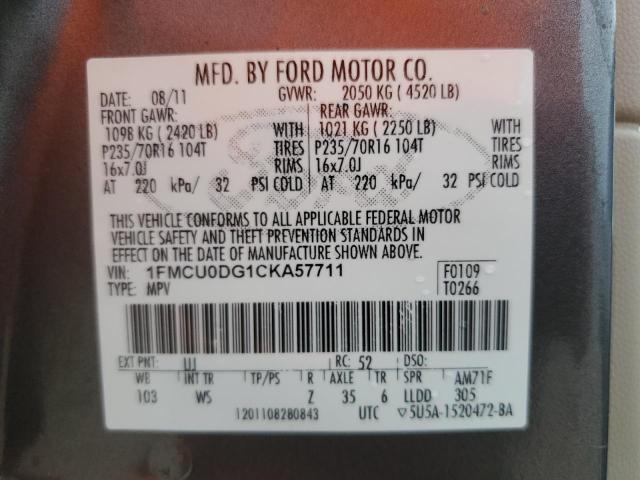 MFD. BY FORD MOTOR CO.
DATE: 08/11 GVWR: 2050 KG ( 4520 LB)
FRONT GAWR: REAR GAWR:
1098 KG ( 2420 LB) WITH 1021 KG ( 2250 LB) WITH
P235/70R16 104T TIRES P235/70R16 104T TIRES
16x7.0J RIMS 16x7.0J RIMS
AT 220 kPa/ 32 PSI COLD AT 220 kPa/ 32 PSI COLD
THIS VEHICLE CONFORMS TO ALL APPLICABLE FEDERAL MOTOR
VEHICLE SAFETY AND THEFT PREVENTION STANDARDS IN
EFFECT ON THE DATE OF MANUFACTURE SHOWN ABOVE.
VIN: 1FMCU0DG1CKA57711 F0109
TYPE: MPV T0266
EXT PNT: UJ RC: 52 DSO:
WB INT TR TP/PS R AXLE TR SPR AM71F
103 WS Z 35 6 LLDD 305
1201108280843 UTC ▽5U5A-1520472-BA